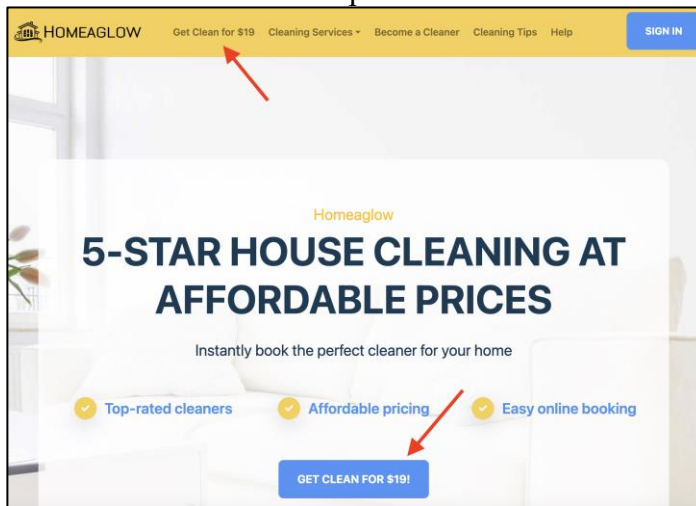 HOMEAGLOW Get Clean for $19 Cleaning Services Become a Cleaner Cleaning Tips Help SIGN IN
Homeaglow
5-STAR HOUSE CLEANING AT
AFFORDABLE PRICES
Instantly book the perfect cleaner for your home
Top-rated cleaners Affordable pricing Easy online booking
GET CLEAN FOR $19!